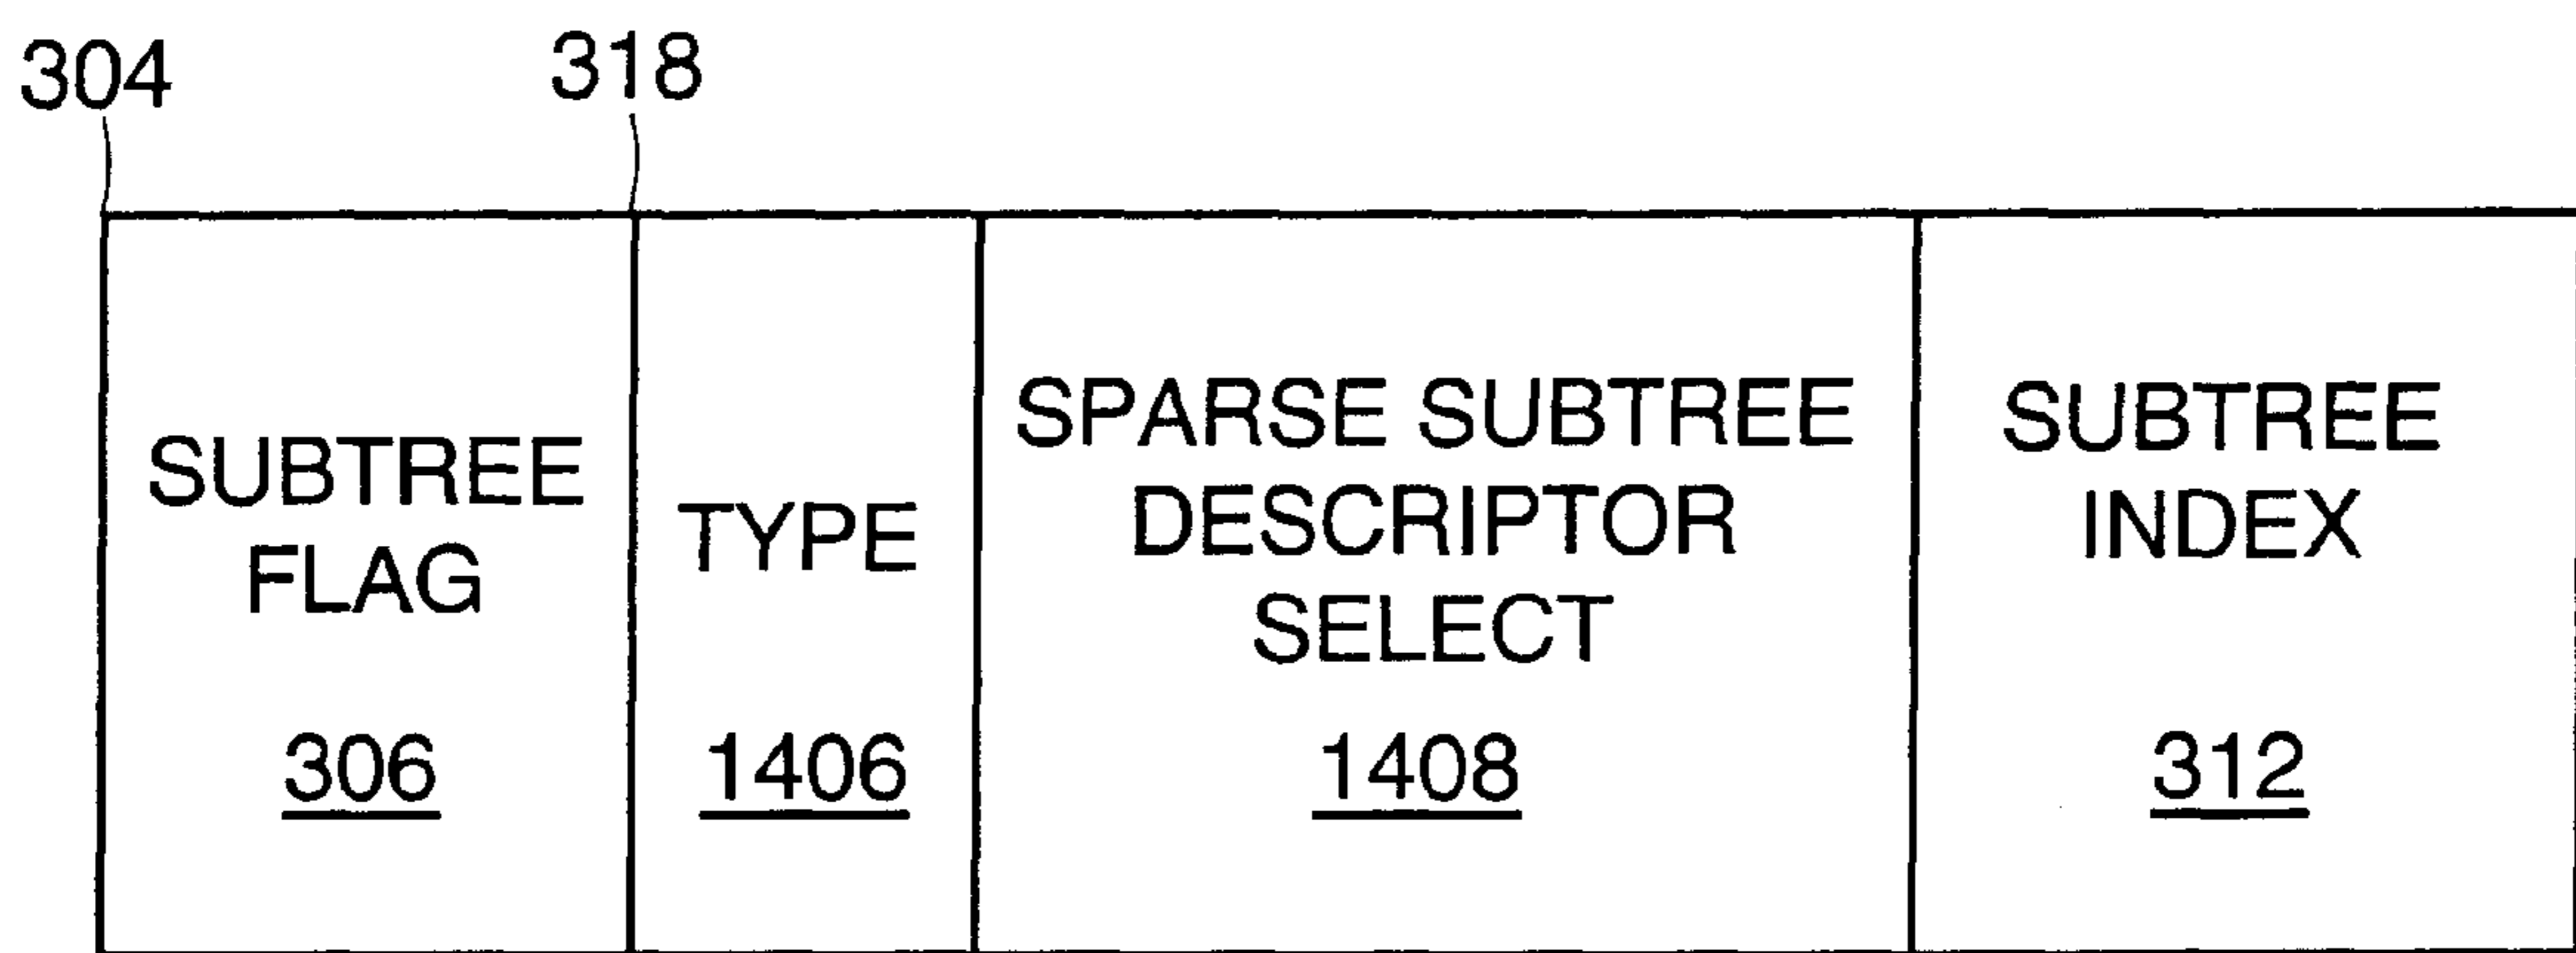 304
318
SUBTREE
FLAG
306
TYPE
1406
SPARSE SUBTREE
DESCRIPTOR
SELECT
1408
SUBTREE
INDEX
312